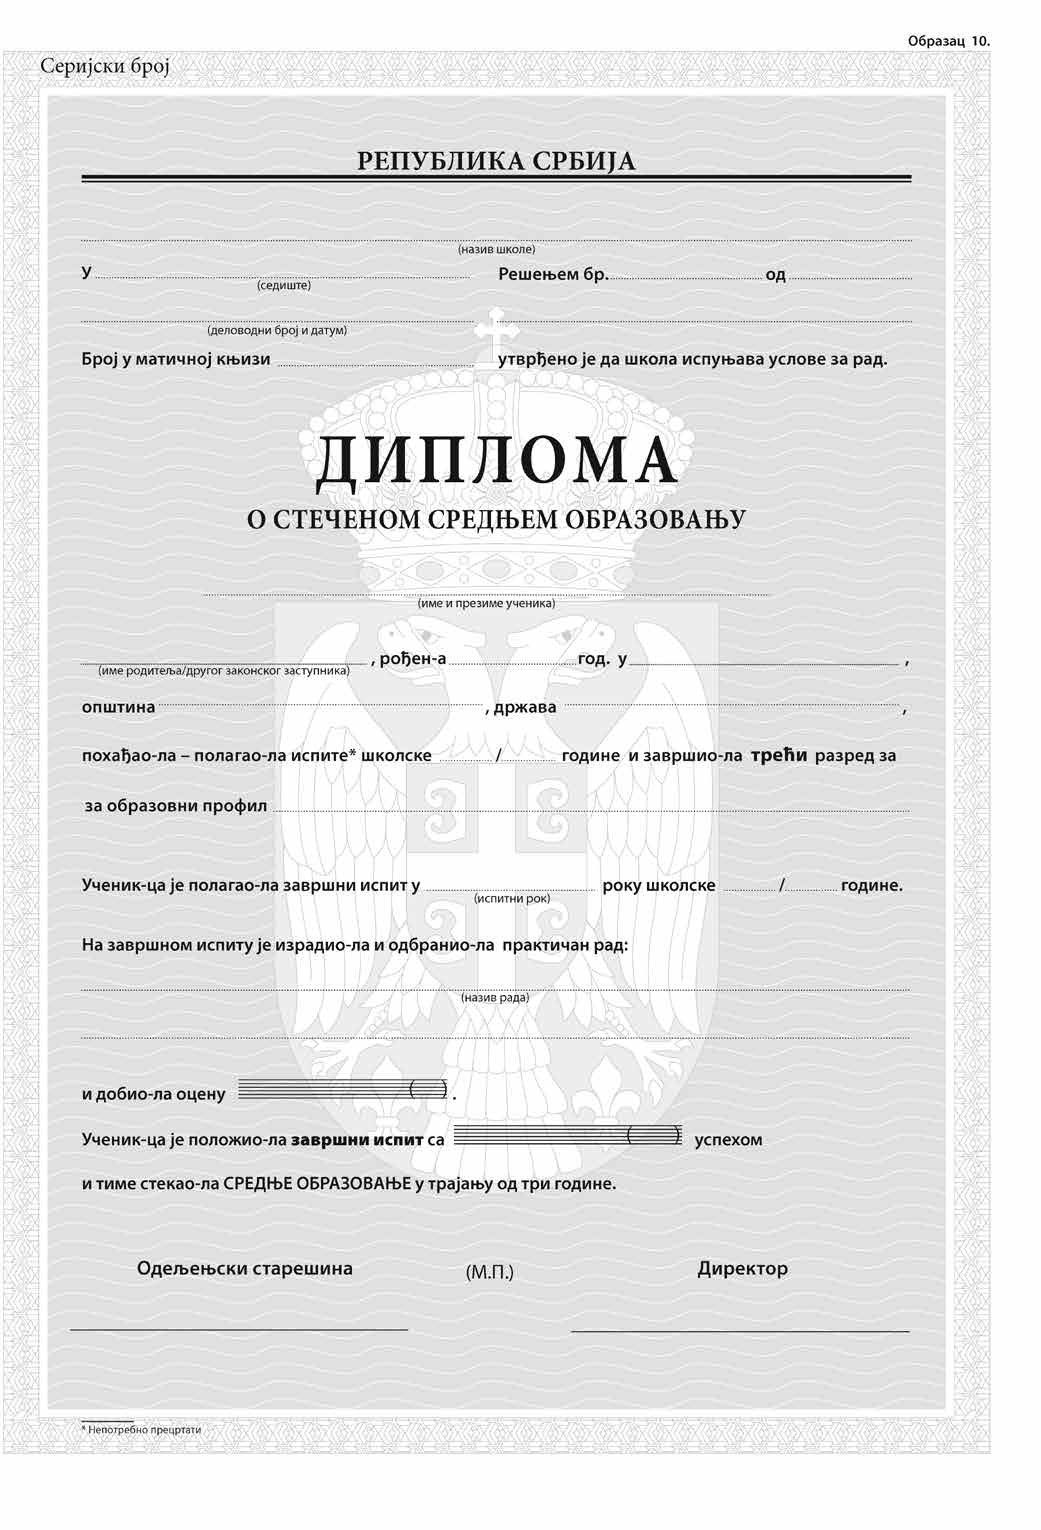 Образац 10.
Серијски број
РЕПУБЛИКА СРБИЈА
(назив школе)
У Решењем бр. од
(седиште)
(деловодни број и датум)
Број у матичној књизи утврђено је да школа испуњава услове за рад.
ДИПЛОМА
О СТЕЧЕНОМ СРЕДЊЕМ ОБРАЗОВАЊУ
(име и презиме ученика)
, рођен-а год. у ,
(име родитеља/другог законског заступника)
општина , држава ,
похађао-ла – полагао-ла испите* школске / године и завршио-ла трећи разред за
за образовни профил
Ученик-ца је полагао-ла завршни испит у року школске / године.
(испитни рок)
На завршном испиту је израдио-ла и одбранио-ла практичан рад:
(назив рада)
и добио-ла оцену ( ) .
Ученик-ца је положио-ла завршни испит са ( ) успехом
и тиме стекао-ла СРЕДЊЕ ОБРАЗОВАЊЕ у трајању од три године.
Одељењски старешина (М.П.) Директор
* Непотребно прецртати